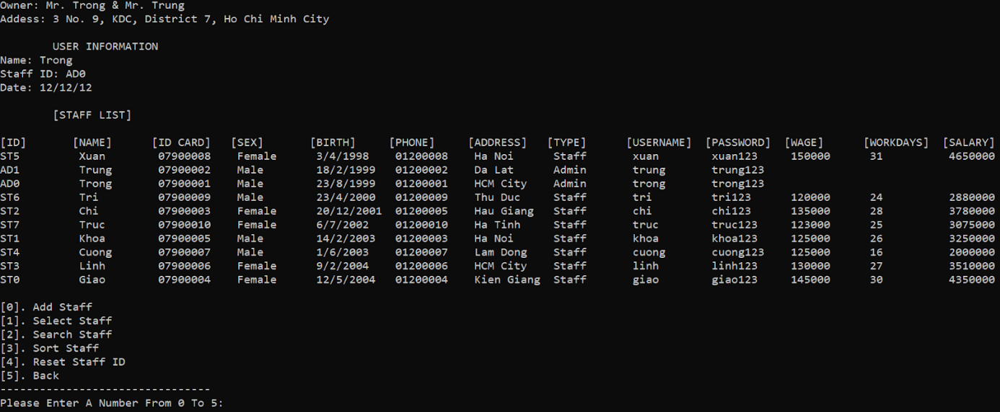 Owner: Mr. Trong & Mr. Trung
Addess: 3 No. 9, KDC, District 7, Ho Chi Minh City
USER INFORMATION
Name: Trong
Staff ID: AD0
Date: 12/12/12
[STAFF LIST]
[ID] [NAME] [ID CARD] [SEX] [BIRTH] [PHONE] [ADDRESS] [TYPE] [USERNAME] [PASSWORD] [WAGE] [WORKDAYS] [SALARY]
ST5 Xuan 07900008 Female 3/4/1998 01200008 Ha Noi Staff xuan xuan123 150000 31 4650000
AD1 Trung 07900002 Male 18/2/1999 01200002 Da Lat Admin trung trung123
AD0 Trong 07900001 Male 23/8/1999 01200001 HCM City Admin trong trong123
ST6 Tri 07900009 Male 23/4/2000 01200009 Thu Duc Staff tri tri123 120000 24 2880000
ST2 Chi 07900003 Female 20/12/2001 01200005 Hau Giang Staff chi chi123 135000 28 3780000
ST7 Truc 07900010 Female 6/7/2002 01200010 Ha Tinh Staff truc truc123 123000 25 3075000
ST1 Khoa 07900005 Male 14/2/2003 01200003 Ha Noi Staff khoa khoa123 125000 26 3250000
ST4 Cuong 07900007 Male 1/6/2003 01200007 Lam Dong Staff cuong cuong123 125000 16 2000000
ST3 Linh 07900006 Female 9/2/2004 01200006 HCM City Staff linh linh123 130000 27 3510000
ST0 Giao 07900004 Female 12/5/2004 01200004 Kien Giang Staff giao giao123 145000 30 4350000
[0]. Add Staff
[1]. Select Staff
[2]. Search Staff
[3]. Sort Staff
[4]. Reset Staff ID
[5]. Back
--------------------------------
Please Enter A Number From 0 To 5: